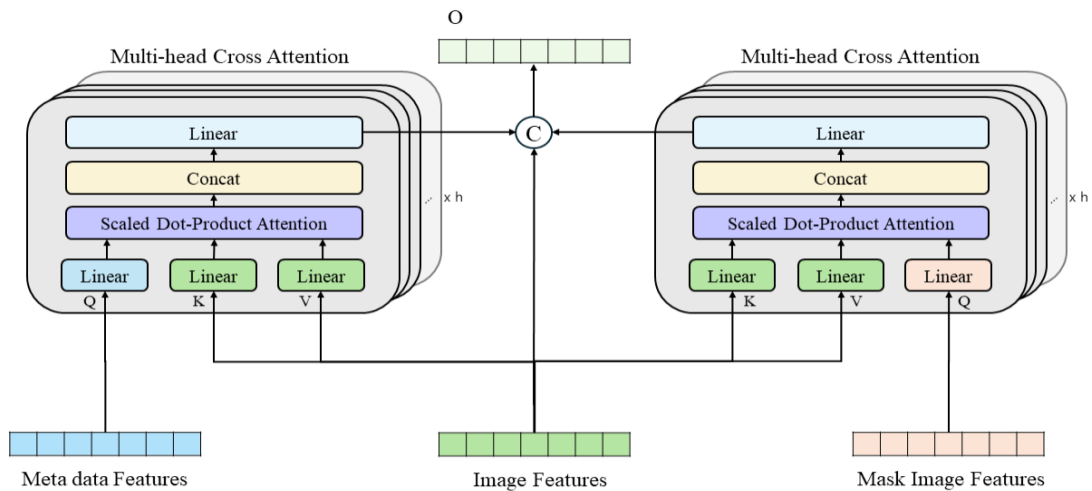 O
Multi-head Cross Attention
Linear
Concat
Scaled Dot-Product Attention
Linear
Linear
Linear
Q
K
V
x h
C
Multi-head Cross Attention
Linear
Concat
Scaled Dot-Product Attention
Linear
Linear
Linear
K
V
Q
x h
Meta data Features
Image Features
Mask Image Features